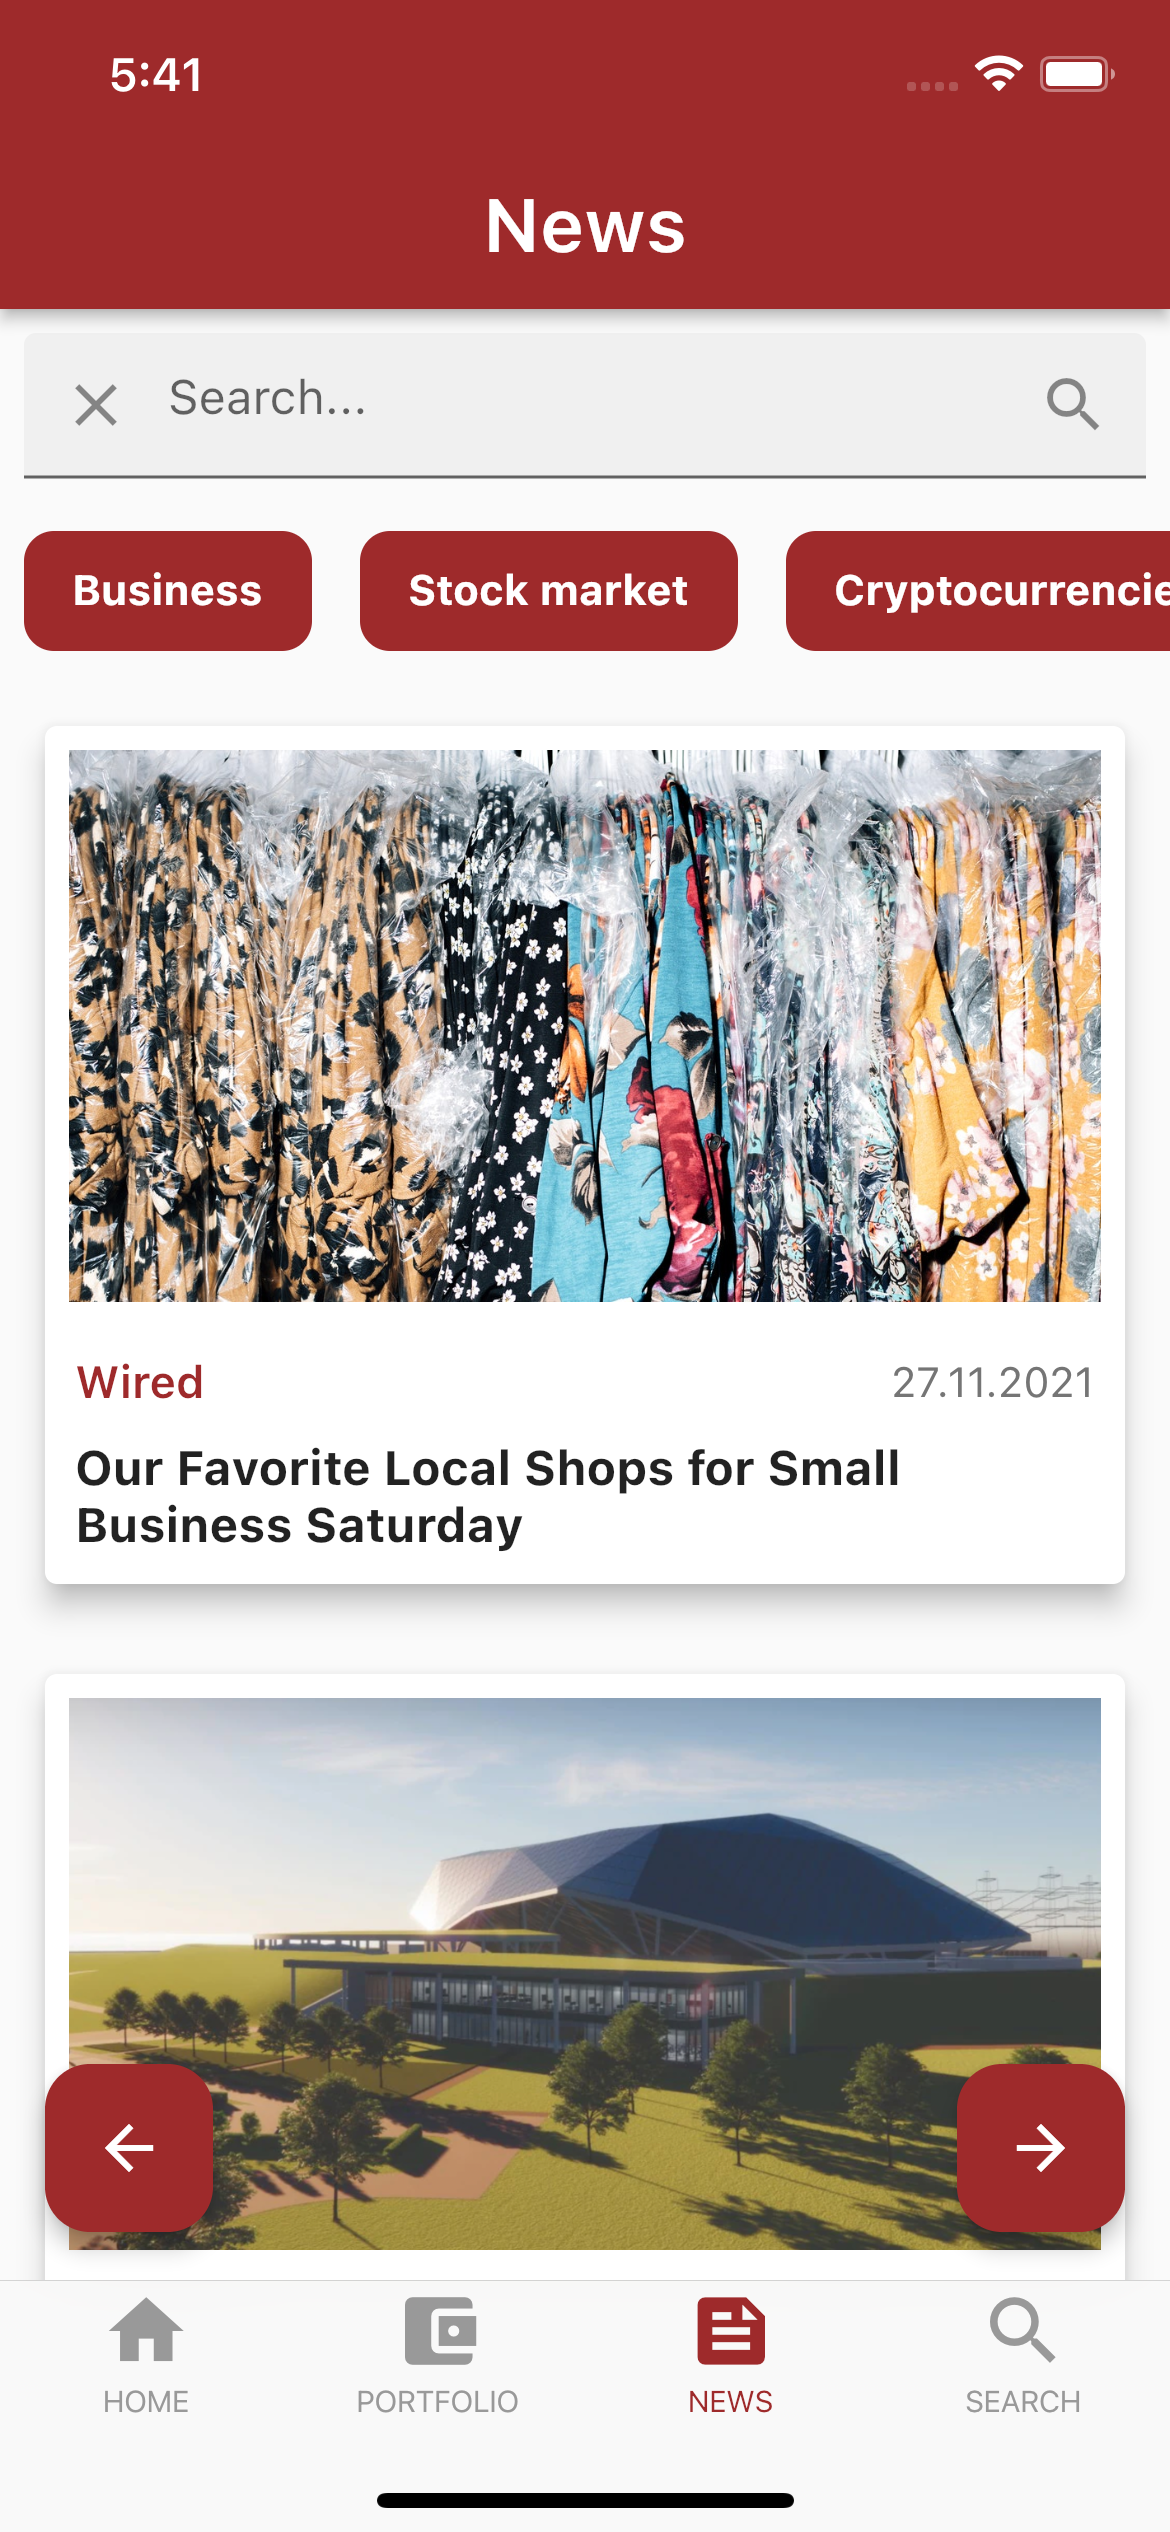 5:41
News
Search...
Business
Stock market
Cryptocurrencie
Wired
27.11.2021
Our Favorite Local Shops for Small
Business Saturday
HOME
PORTFOLIO
NEWS
SEARCH